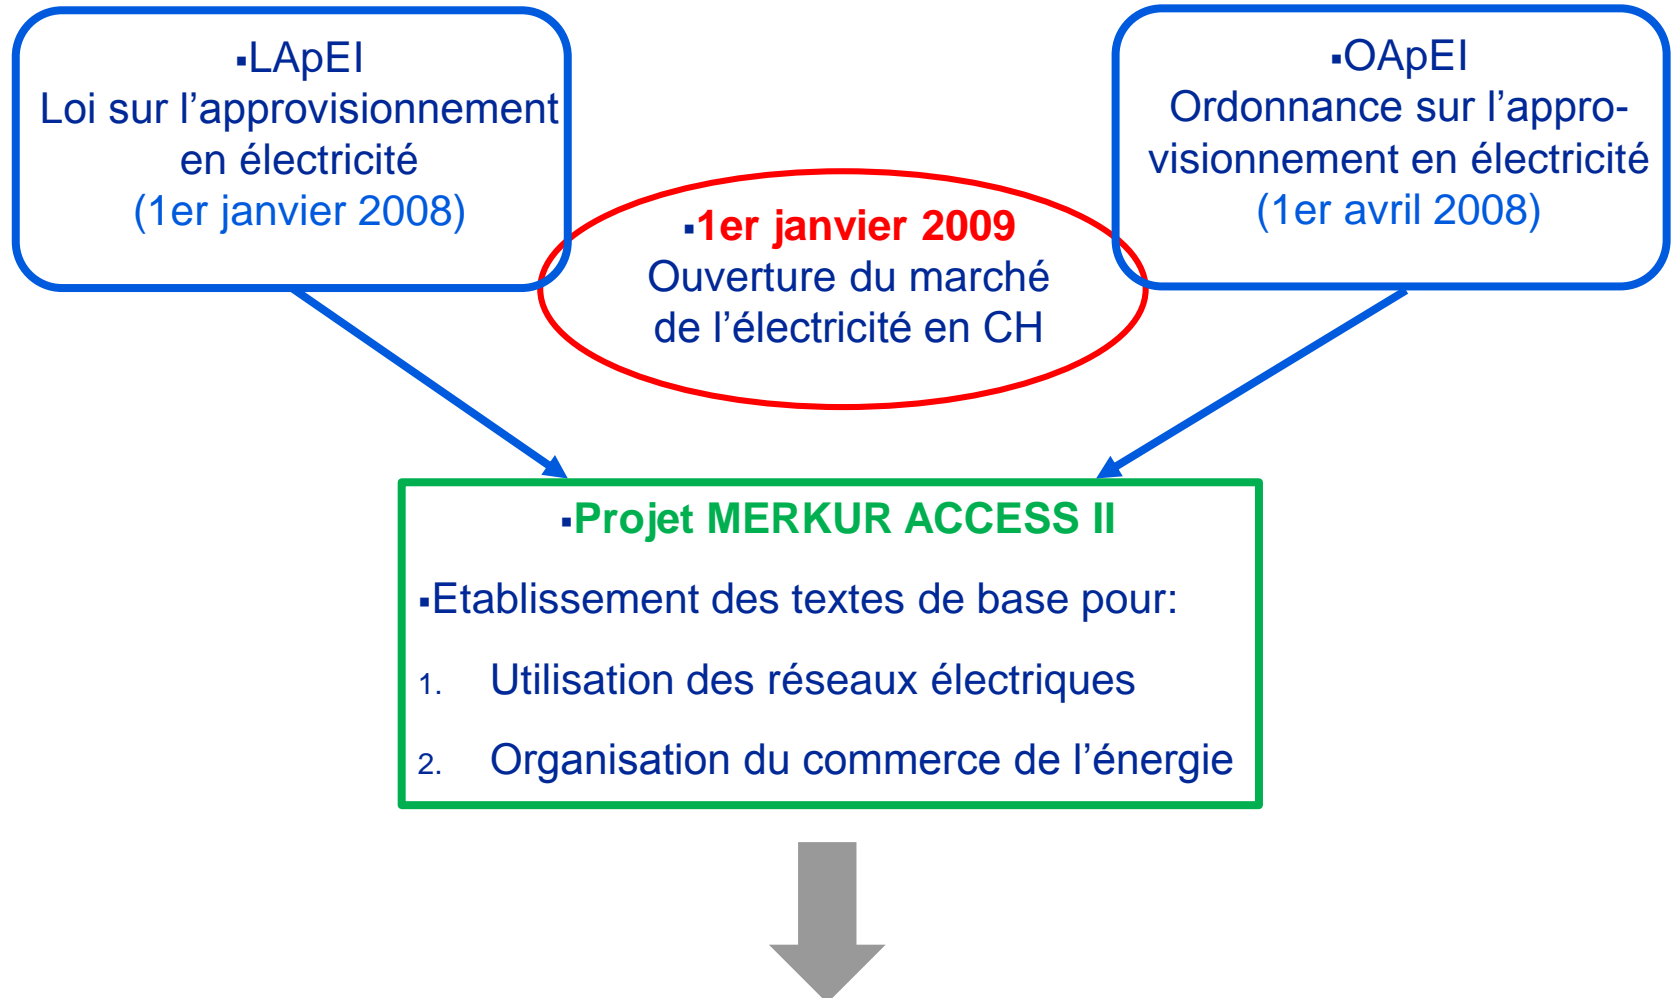 ▪LApEl
Loi sur l’approvisionnement
en électricité
(1er janvier 2008)
▪OApEl
Ordonnance sur l’appro-
visionnement en électricité
(1er avril 2008)
▪1er janvier 2009
Ouverture du marché
de l’électricité en CH
▪Projet MERKUR ACCESS II
▪Etablissement des textes de base pour:
1. Utilisation des réseaux électriques
2. Organisation du commerce de l’énergie